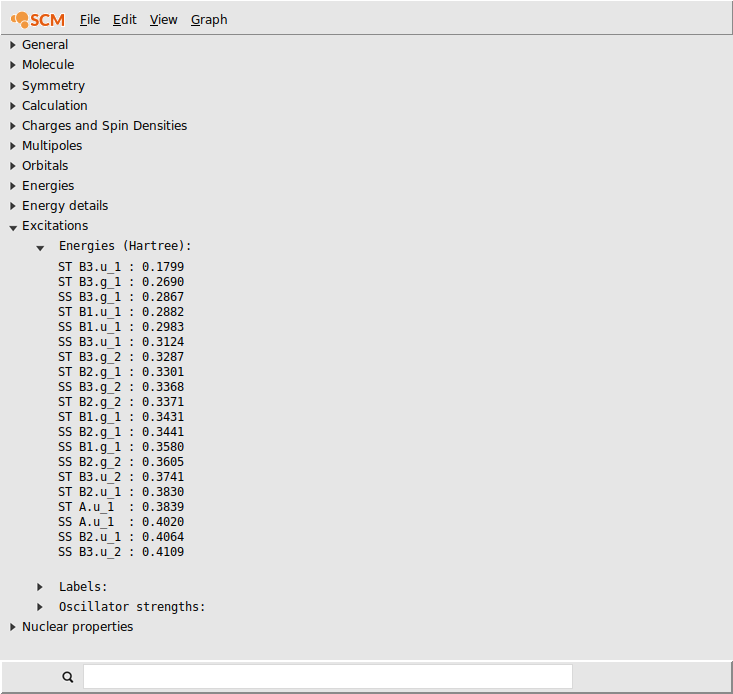 SCM File Edit View Graph
General
Molecule
Symmetry
Calculation
Charges and Spin Densities
Multipoles
Orbitals
Energies
Energy details
Excitations
Energies (Hartree):
ST B3.u_1 : 0.1799
ST B3.g_1 : 0.2690
SS B3.g_1 : 0.2867
ST B1.u_1 : 0.2882
SS B1.u_1 : 0.2983
SS B3.u_1 : 0.3124
ST B3.g_2 : 0.3287
ST B2.g_1 : 0.3301
SS B3.g_2 : 0.3368
ST B2.g_2 : 0.3371
ST B1.g_1 : 0.3431
SS B2.g_1 : 0.3441
SS B1.g_1 : 0.3580
SS B2.g_2 : 0.3605
ST B3.u_2 : 0.3741
ST B2.u_1 : 0.3830
ST A.u_1  : 0.3839
SS A.u_1  : 0.4020
SS B2.u_1 : 0.4064
SS B3.u_2 : 0.4109
Labels:
Oscillator strengths:
Nuclear properties